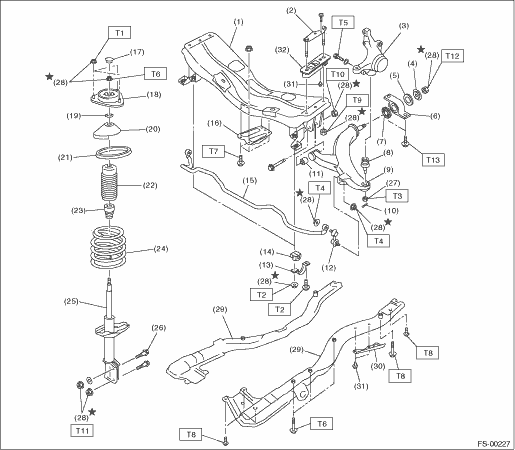 (1)
(2)
T5
(3)
T1
(17)
(28)
T6
(18)
(19)
(20)
(21)
(22)
(23)
(24)
(25)
(26)
(28)
T11
(32)
(31)
T10
(28)
T9
(28)
(16)
T7
(15)
(4)
(5)
(28)
T12
(6)
(7)
T13
(8)
(9)
(11)
(27)
T3
(10)
(28)
T4
(28)
T4
(12)
(14)
(13)
(28)
T2
T2
(29)
(29)
(30)
(31)
T8
T8
T8
T6
FS-00227